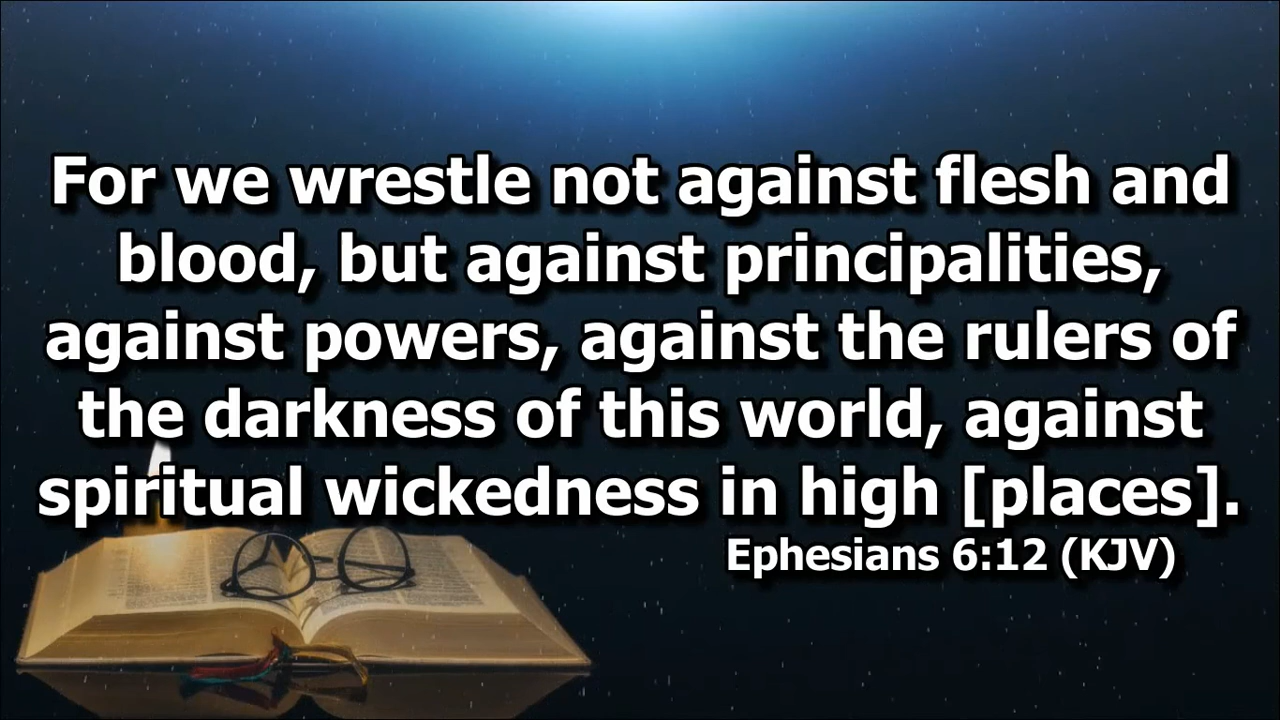 For we wrestle not against flesh and
blood, but against principalities,
against powers, against the rulers of
the darkness of this world, against
spiritual wickedness in high [places].
Ephesians 6:12 (KJV)